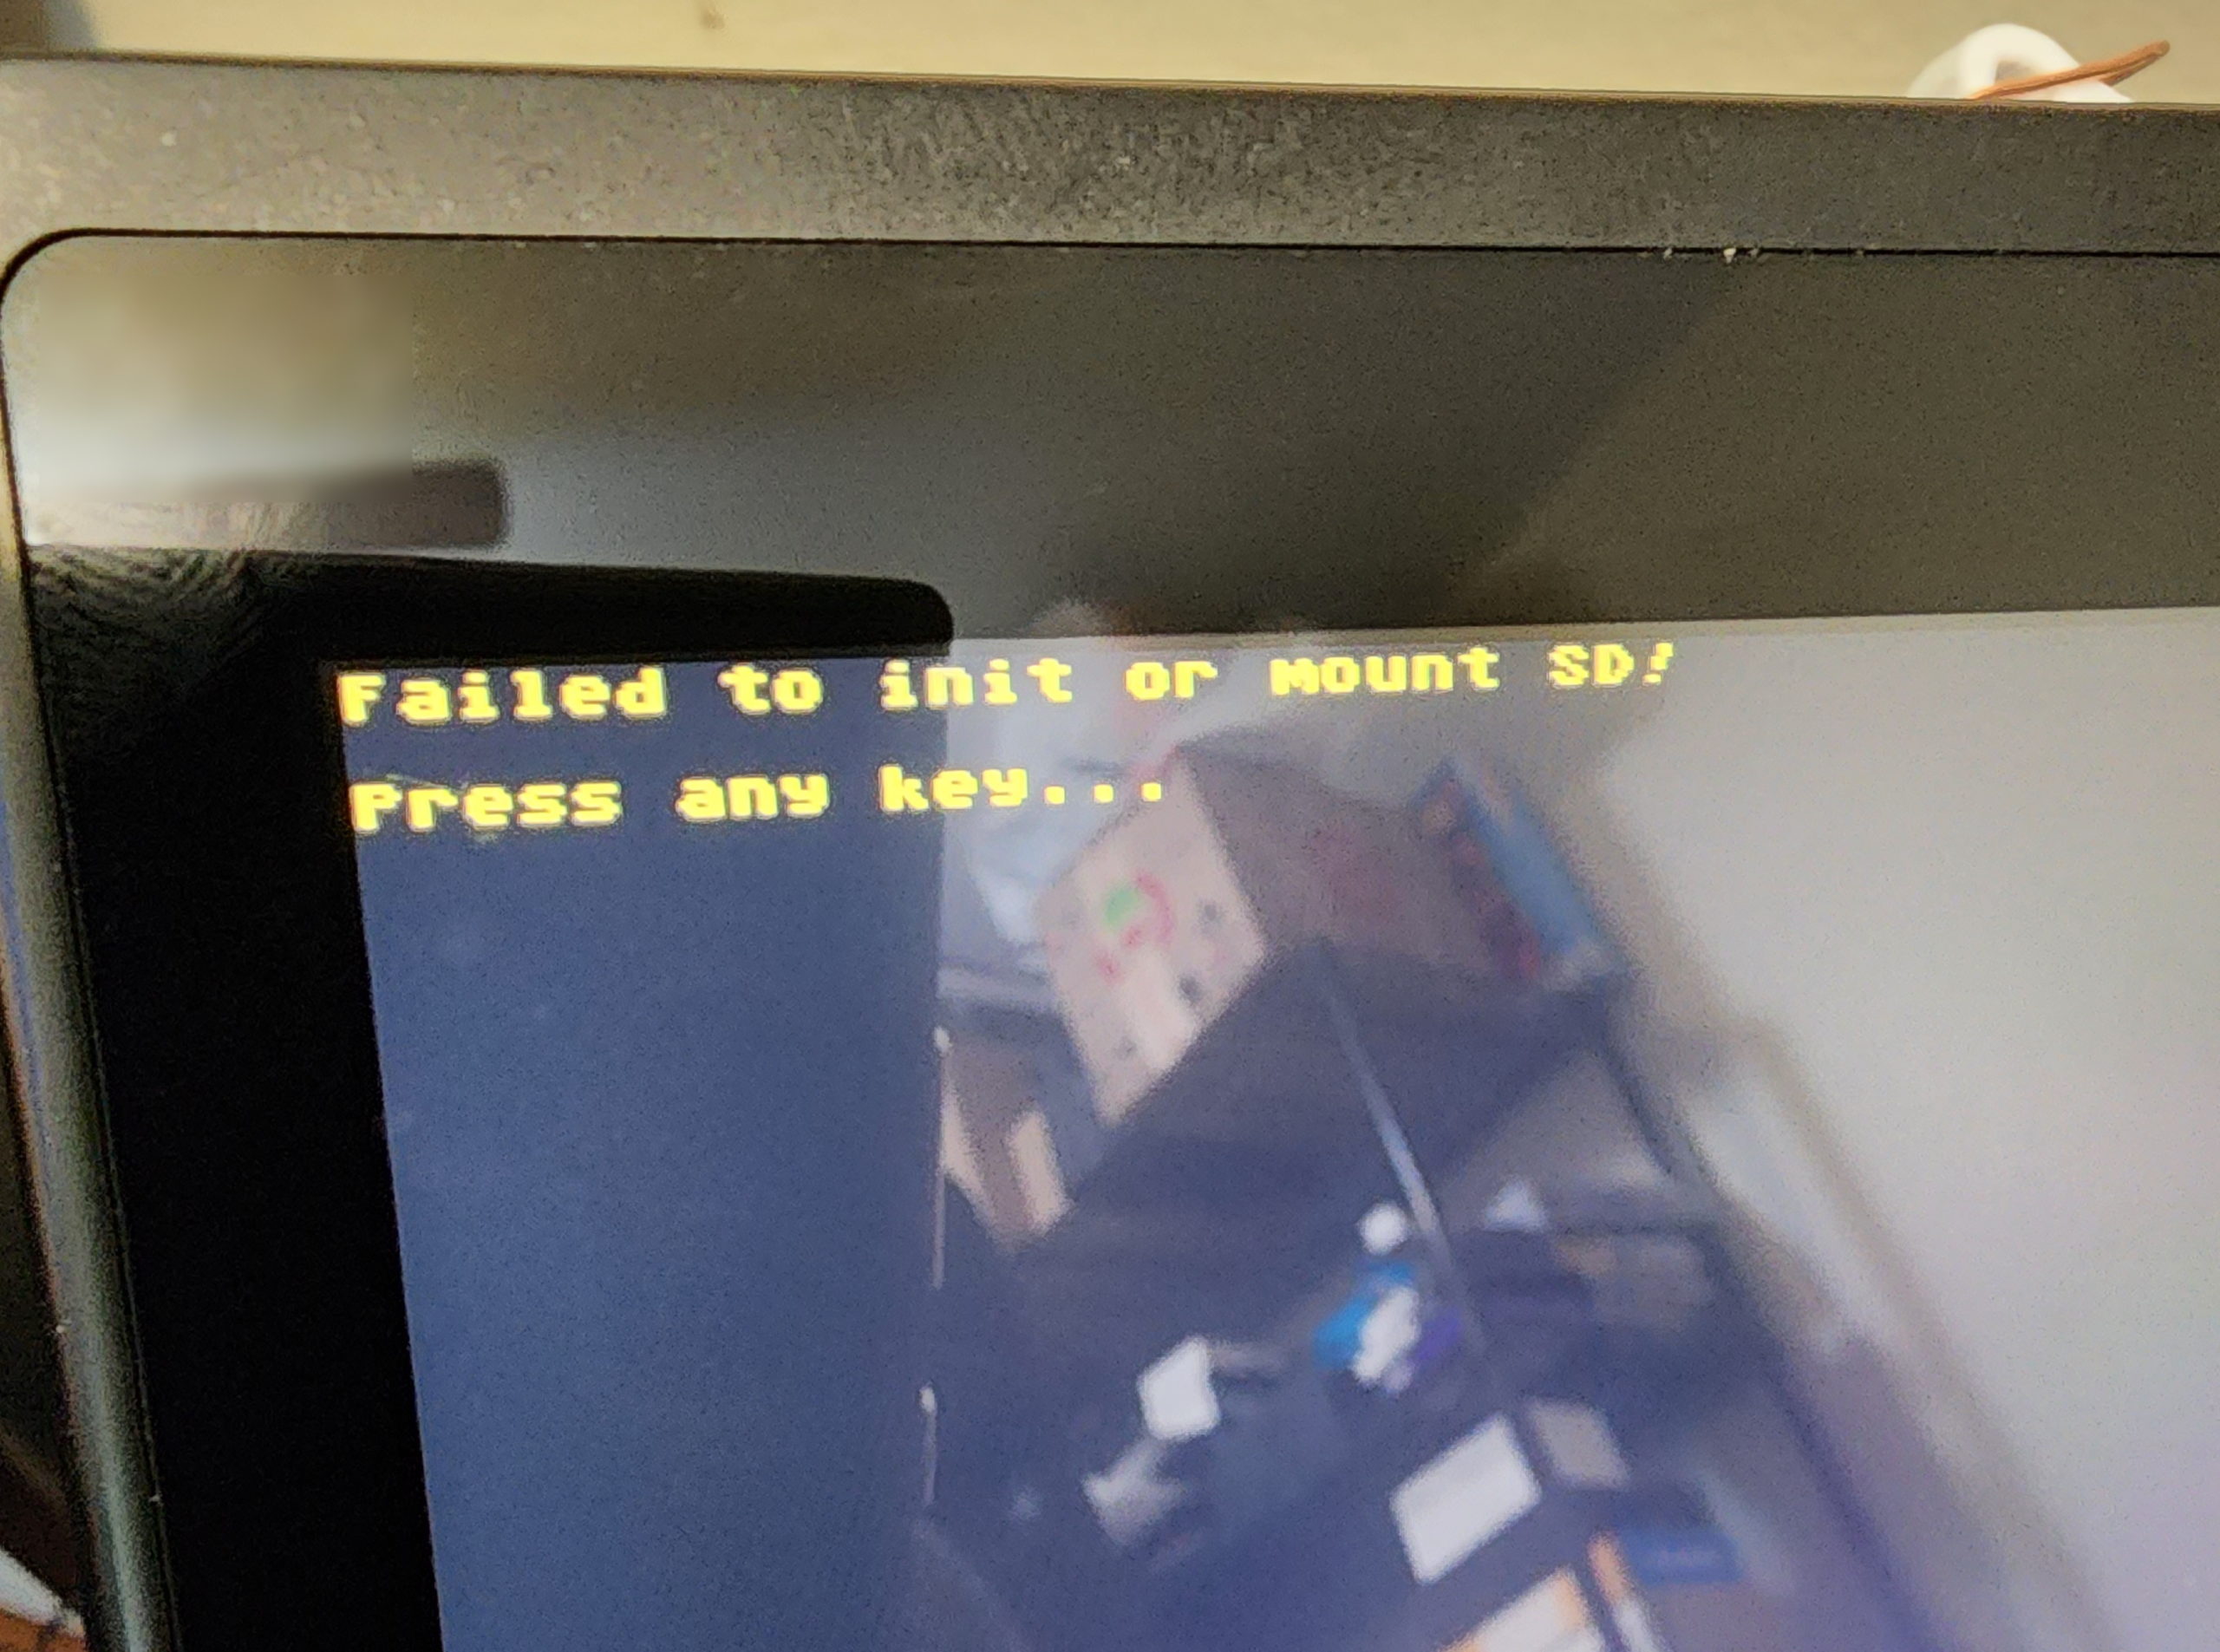 Failed to init or mount SD!
Press any key...